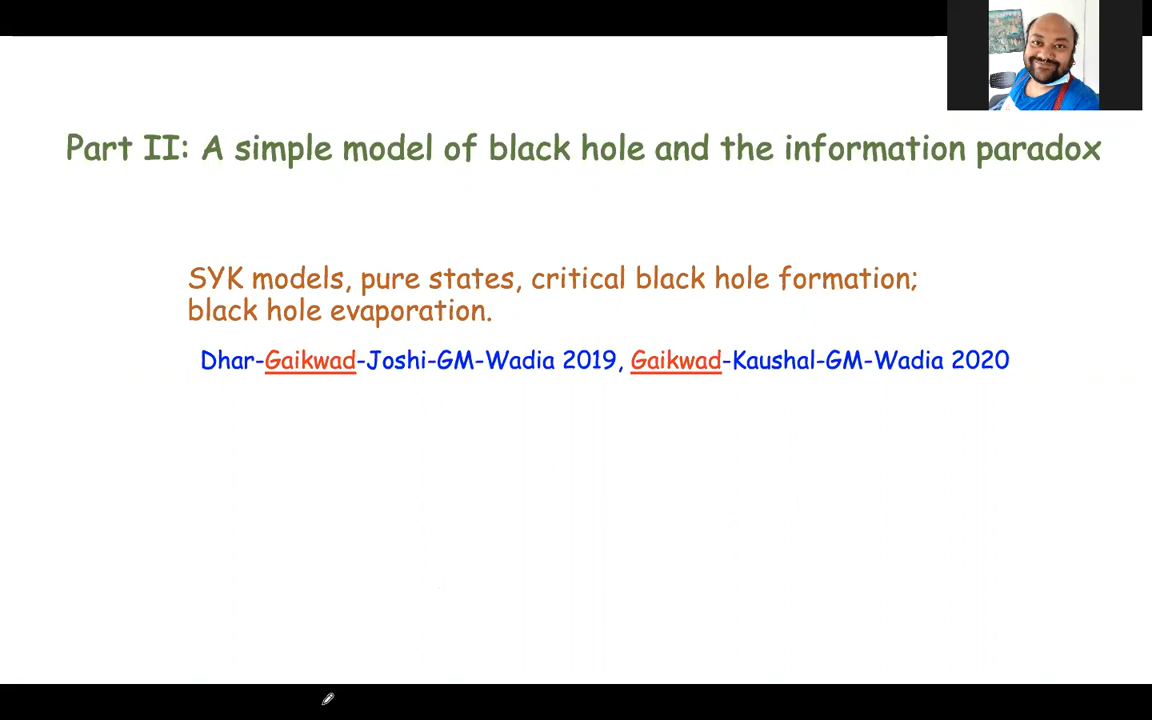 Part II: A simple model of black hole and the information paradox
SYK models, pure states, critical black hole formation;
black hole evaporation.
Dhar-Gaikwad-Joshi-GM-Wadia 2019, Gaikwad-Kaushal-GM-Wadia 2020